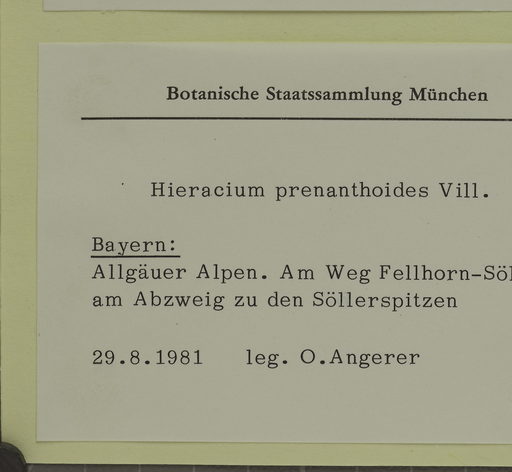 Botanische Staatssammlung München
Hieracium prenanthoides Vill.
Bayern:
Allgäuer Alpen. Am Weg Fellhorn-Söl
am Abzweig zu den Söllerspitzen
29.8.1981 leg. O.Angerer